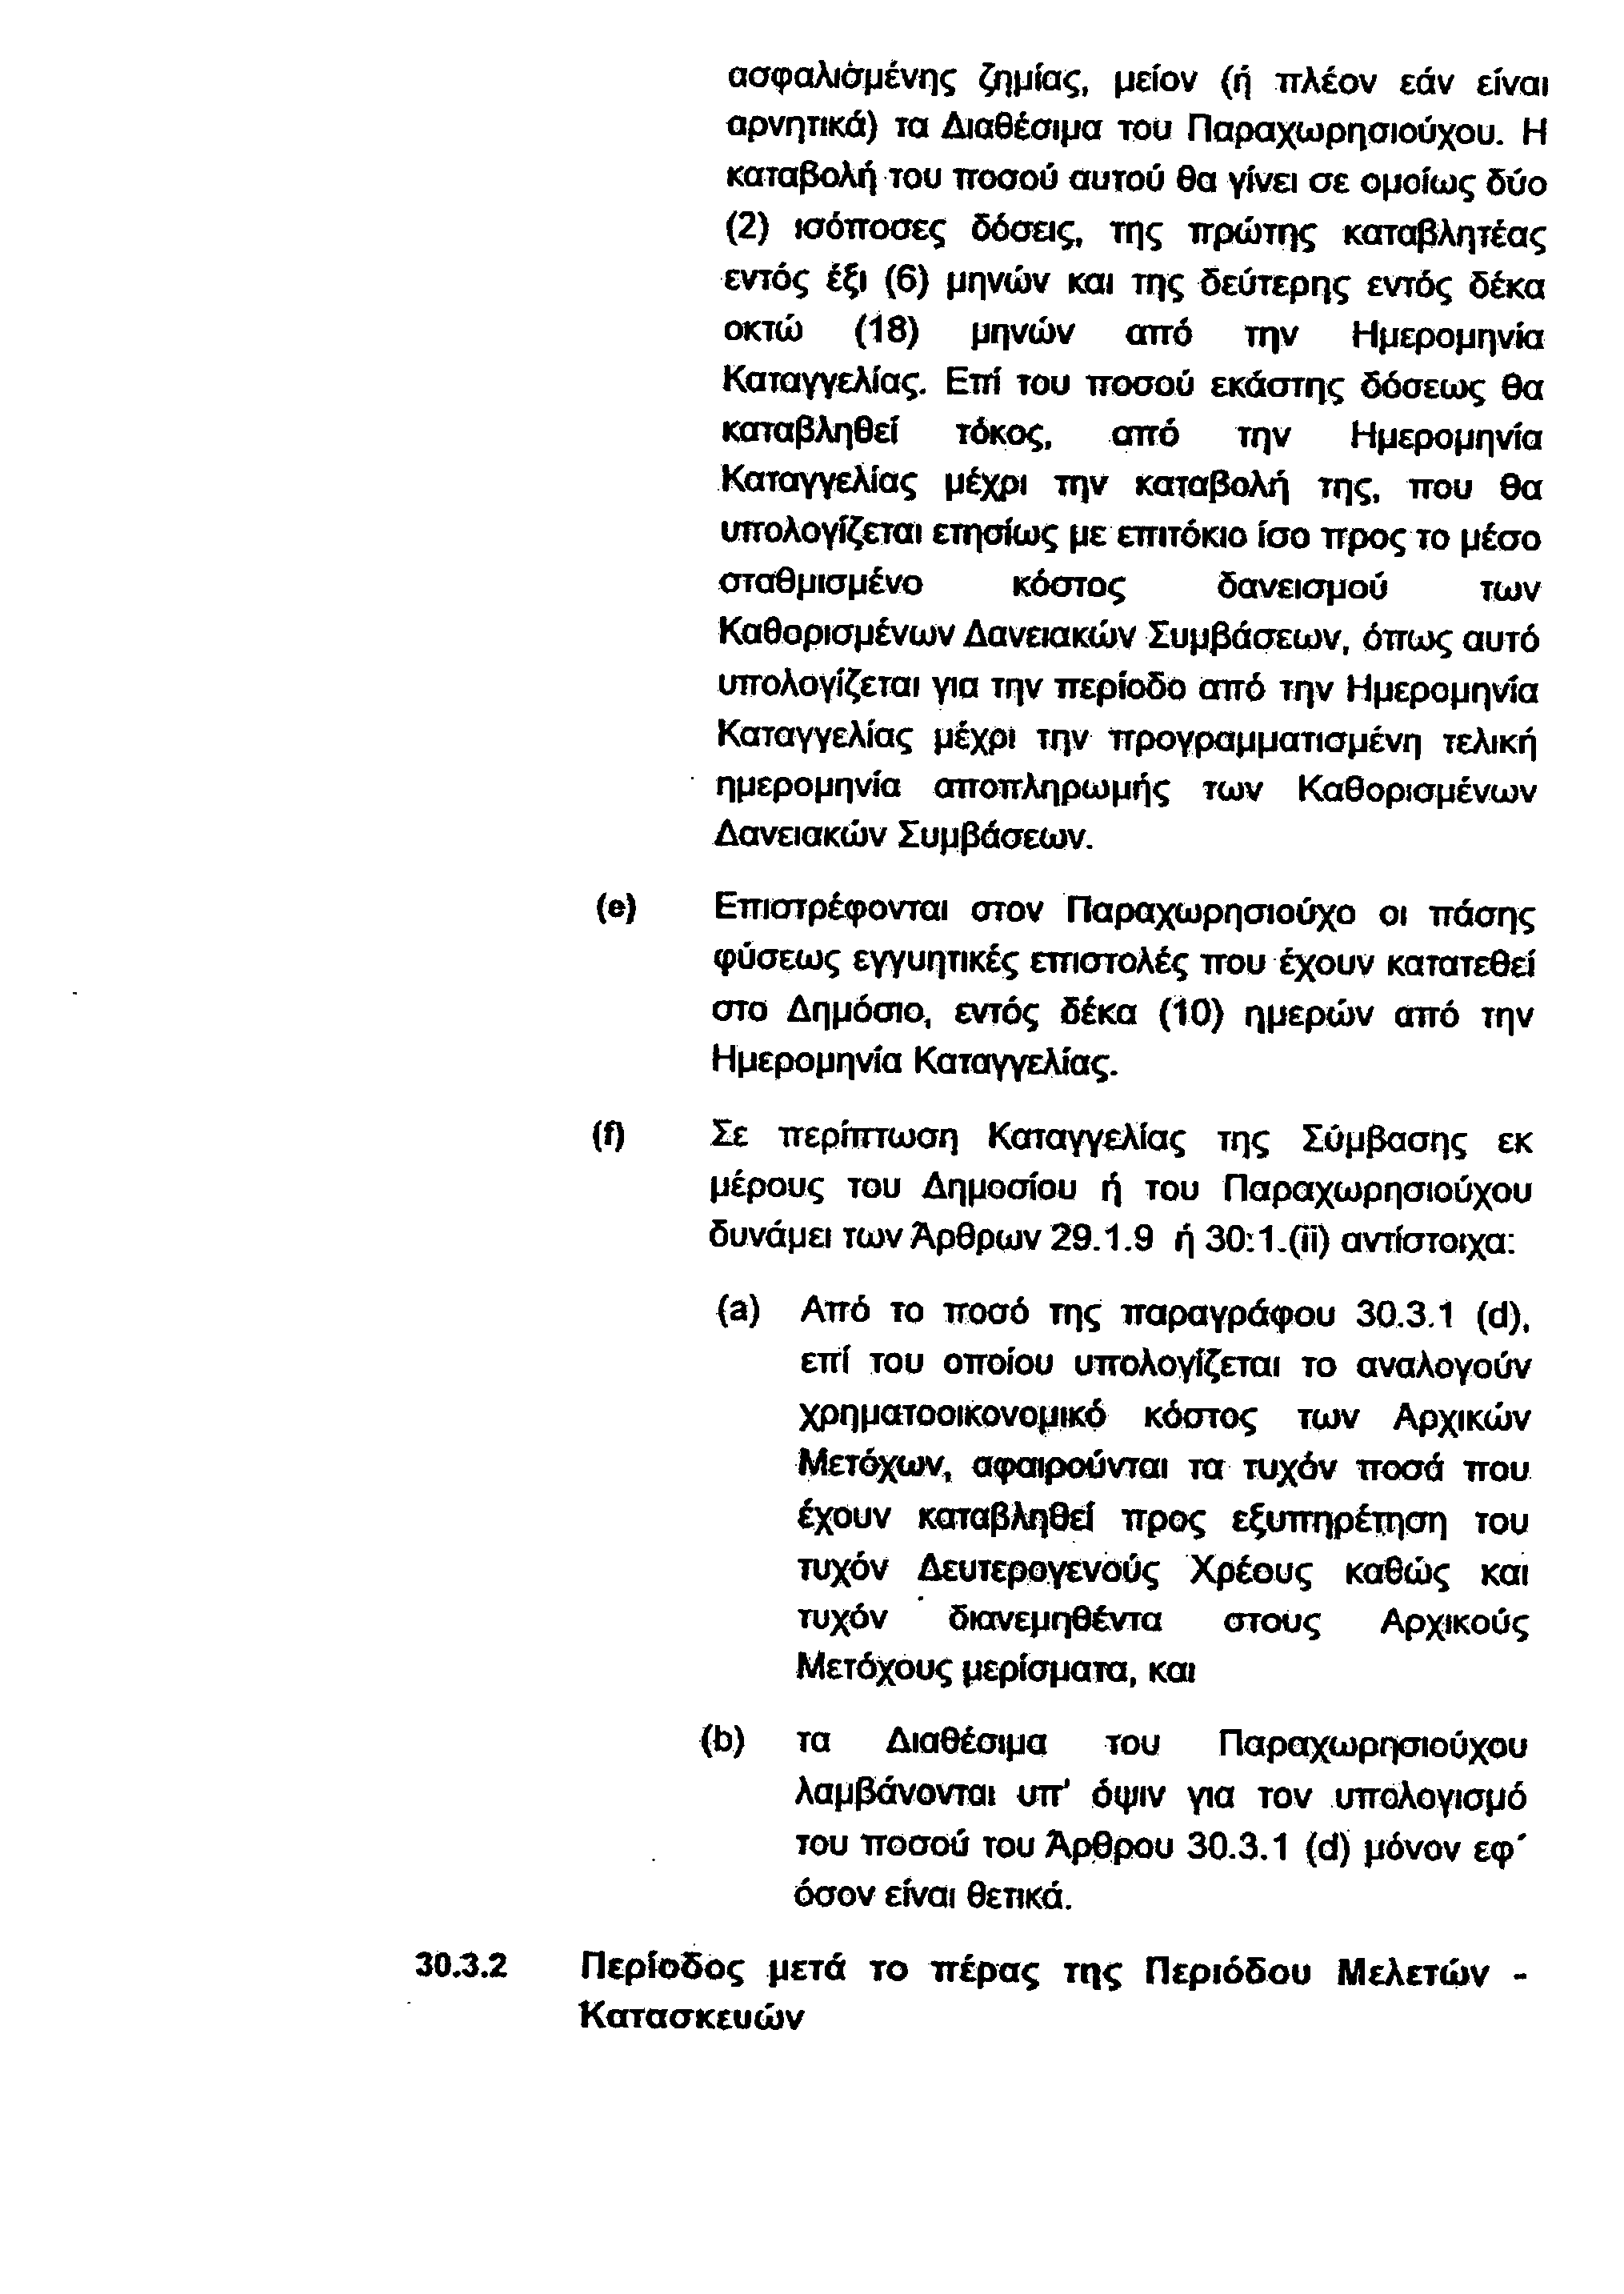 ασφαλισμένης ζημίας, μείον (ή πλέον εάν είναι
αρνητικά) τα Διαθέσιμα του Παραχωρησιούχου. Η
καταβολή του ποσού αυτού θα γίνει σε ομοίως δύο
(2) ισόποσες δόσεις, της πρώτης καταβλητέας
εντός έξι (6) μηνών και της δεύτερης εντός δέκα
οκτώ (18) μηνών από την Ημερομηνία
Καταγγελίας. Επί του ποσού εκάστης δόσεως θα
καταβληθεί τόκος, από την Ημερομηνία
Καταγγελίας μέχρι την καταβολή της, που θα
υπολογίζεται ετησίως με επιτόκιο ίσο προς το μέσο
σταθμισμένο κόστος δανεισμού των
Καθορισμένων Δανειακών Συμβάσεων, όπως αυτό
υπολογίζεται για την περίοδο από την Ημερομηνία
Καταγγελίας μέχρι την προγραμματισμένη τελική
ημερομηνία αποπληρωμής των Καθορισμένων
Δανειακών Συμβάσεων.
(e) Επιστρέφονται στον Παραχωρησιούχο οι πάσης
φύσεως εγγυητικές επιστολές που έχουν κατατεθεί
στο Δημόσιο, εντός δέκα (10) ημερών από την
Ημερομηνία Καταγγελίας.
(f) Σε περίπτωση Καταγγελίας της Σύμβασης εκ
μέρους του Δημοσίου ή του Παραχωρησιούχου
δυνάμει των Άρθρων 29.1.9 ή 30:1.(ii) αντίστοιχα:
(a) Από το ποσό της παραγράφου 30.3.1 (d),
επί του οποίου υπολογίζεται το αναλογούν
χρηματοοικονομικό κόστος των Αρχικών
Μετόχων, αφαιρούνται τα τυχόν ποσά που
έχουν καταβληθεί προς εξυπηρέτηση του
τυχόν Δευτερογενούς Χρέους καθώς και
τυχόν διανεμηθέντα στους Αρχικούς
Μετόχους μερίσματα, και
(b) τα Διαθέσιμα του Παραχωρησιούχου
λαμβάνονται υπ' όψιν για τον υπολογισμό
του ποσού του Άρθρου 30.3.1 (d) μόνον εφ'
όσον είναι θετικά.
30.3.2 Περίοδος μετά το πέρας της Περιόδου Μελετών -
Κατασκευών